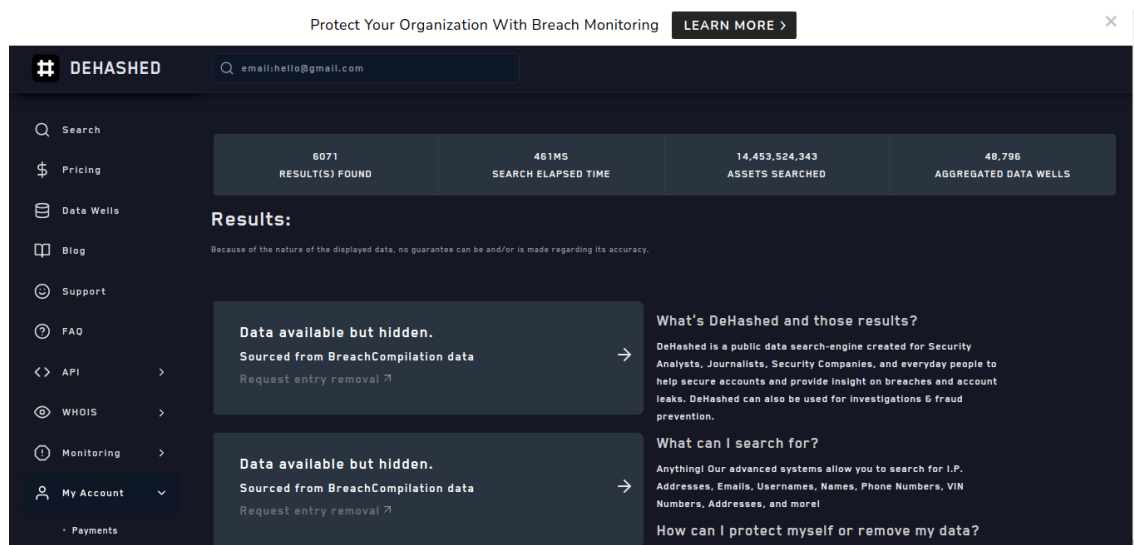 Protect Your Organization With Breach Monitoring LEARN MORE >
DEHASHED
email:hello@gmail.com
Search
Pricing
Data Wells
Blog
Support
FAQ
API
WHOIS
Monitoring
My Account
Payments
6071
RESULT(S) FOUND
461MS
SEARCH ELAPSED TIME
14,453,524,343
ASSETS SEARCHED
48,796
AGGREGATED DATA WELLS
Results:
Because of the nature of the displayed data, no guarantee can be and/or is made regarding its accuracy.
Data available but hidden.
Sourced from BreachCompilation data
Request entry removal
Data available but hidden.
Sourced from BreachCompilation data
Request entry removal
What's DeHashed and those results?
DeHashed is a public data search-engine created for Security
Analysts, Journalists, Security Companies, and everyday people to
help secure accounts and provide insight on breaches and account
leaks. DeHashed can also be used for investigations & fraud
prevention.
What can I search for?
Anything! Our advanced systems allow you to search for I.P.
Addresses, Emails, Usernames, Names, Phone Numbers, VIN
Numbers, Addresses, and more!
How can I protect myself or remove my data?